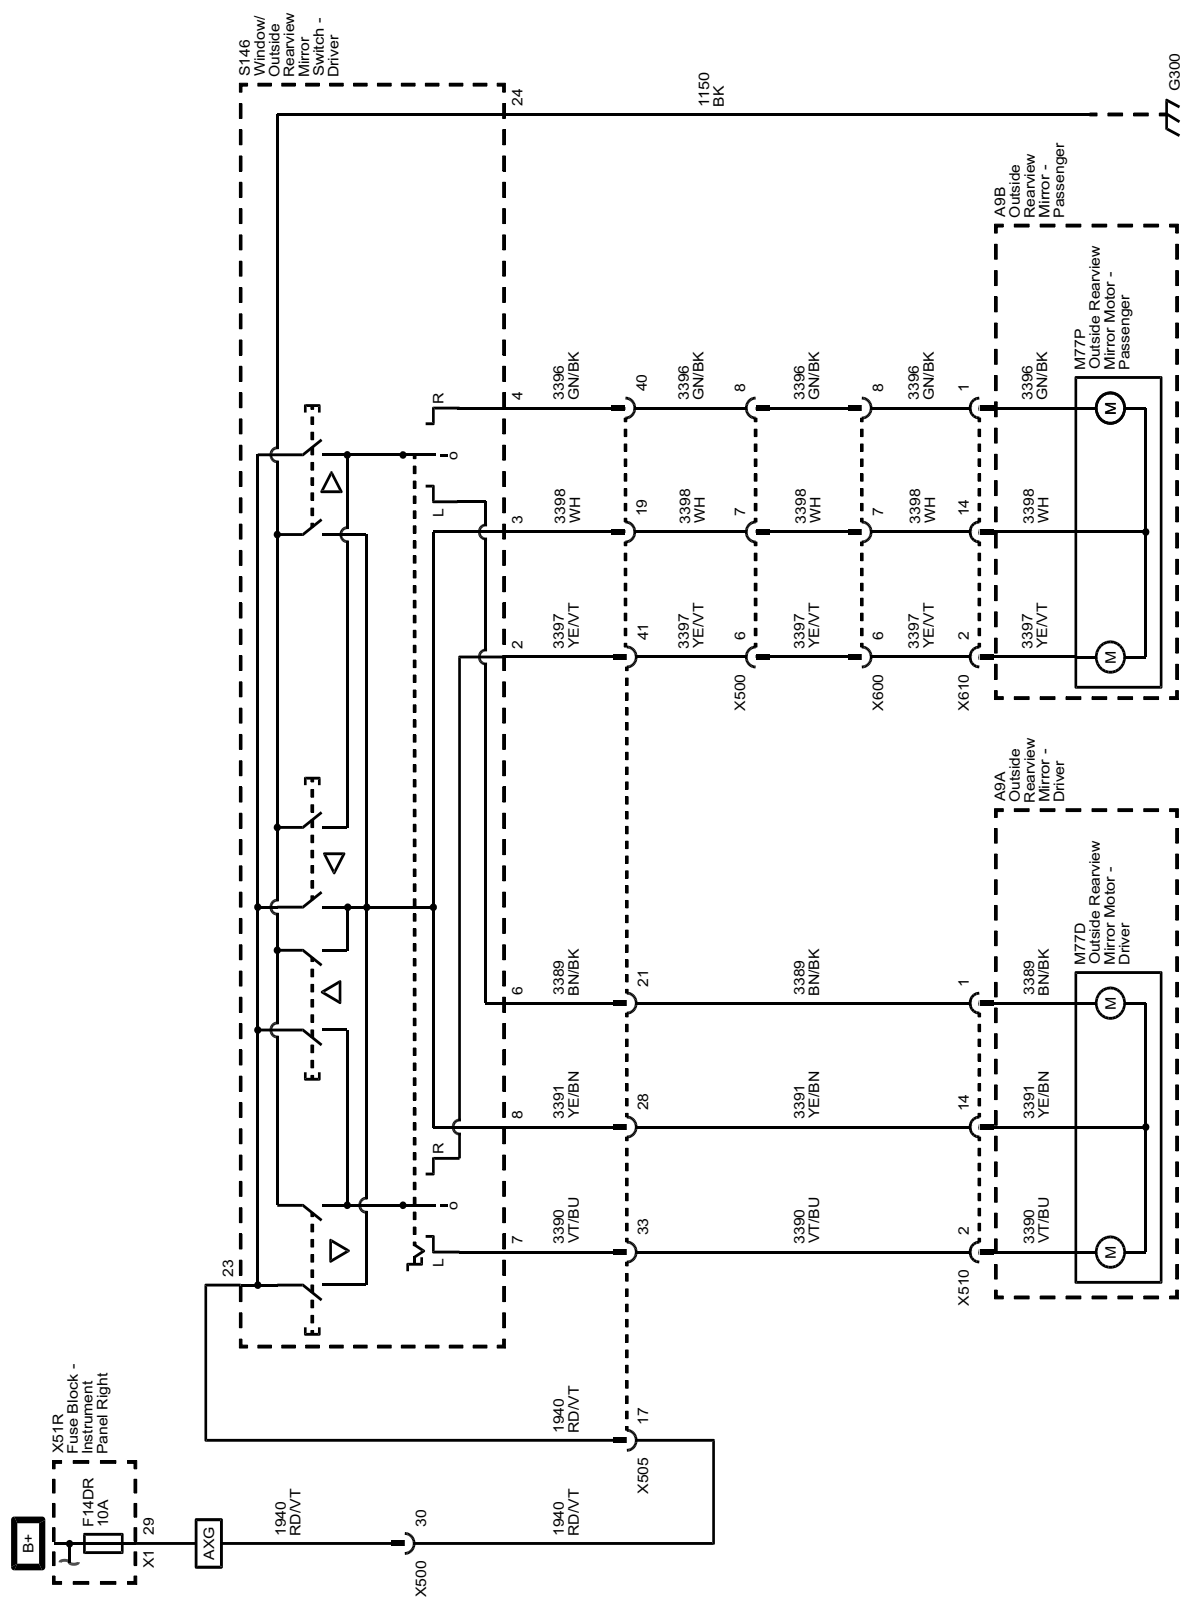 B+
X51R
Fuse Block -
Instrument
Panel Right
F14DR
10A
X1
29
AXG
1940
RD/VT
X500
30
1940
RD/VT
1940
RD/VT
X505
17
S146
Window/
Outside
Rearview
Mirror
Switch -
Driver
23
L
o
R
L
o
R
7
8
6
2
3
4
24
3390
VT/BU
3391
YE/BN
3389
BN/BK
3397
YE/VT
3398
WH
3396
GN/BK
1150
BK
33
28
21
41
19
40
3397
YE/VT
3398
WH
3396
GN/BK
X500
6
7
8
3390
VT/BU
3391
YE/BN
3389
BN/BK
3397
YE/VT
3398
WH
3396
GN/BK
X600
6
7
8
3397
YE/VT
3398
WH
3396
GN/BK
X510
2
14
1
X610
2
14
1
A9A
Outside
Rearview
Mirror -
Driver
3390
VT/BU
3391
YE/BN
3389
BN/BK
M77D
Outside Rearview
Mirror Motor -
Driver
M
M
A9B
Outside
Rearview
Mirror -
Passenger
3397
YE/VT
3398
WH
3396
GN/BK
M77P
Outside Rearview
Mirror Motor -
Passenger
M
M
G300